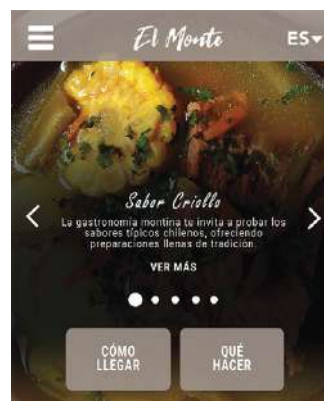 El Monte
ES
Sabor Criollo
La gastronomía montina te invita a probar los
sabores típicos chilenos, ofreciendo
preparaciones llenas de tradición.
VER MÁS
CÓMO
LLEGAR
QUÉ
HACER